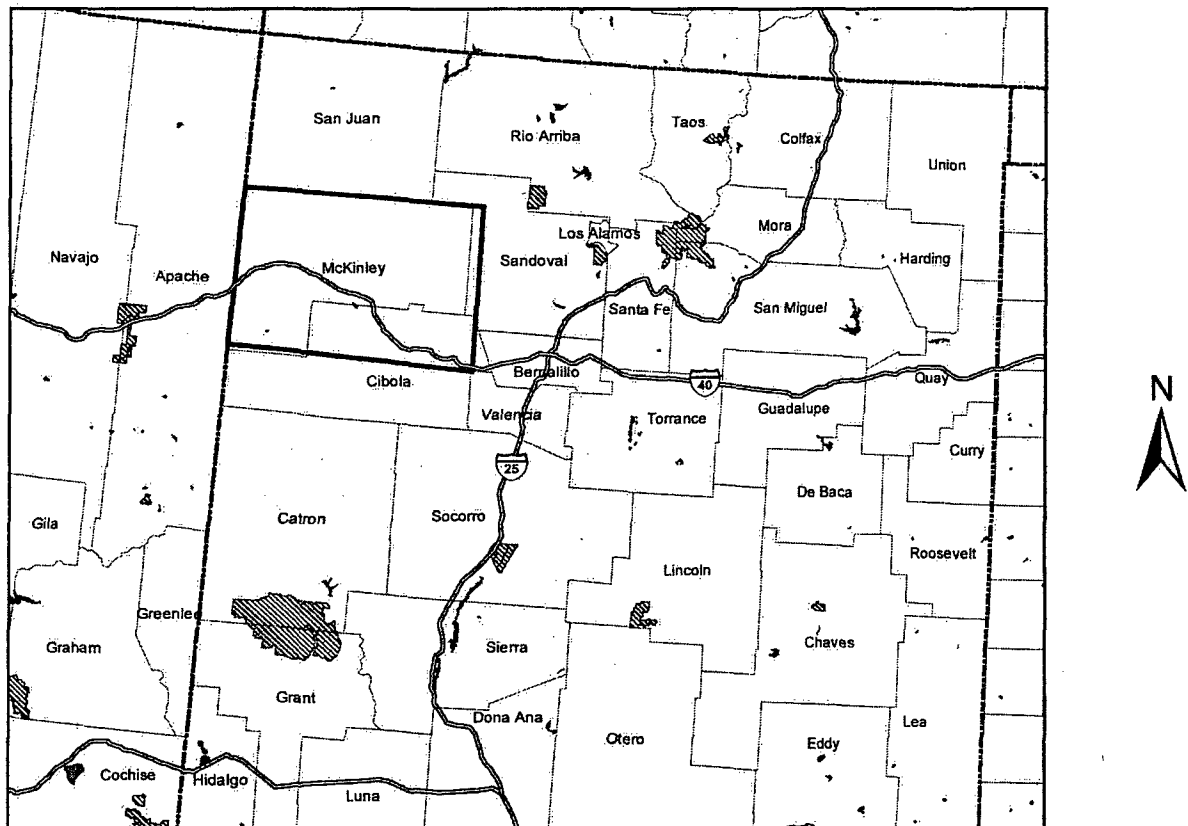 San Juan
Rio Arriba
Taos
Colfax
Union
Navajo
Apache
McKinley
Los Alamos
Sandoval
Mora
Harding
Santa Fe
San Miguel
Cibola
Bernalillo
40
Quay
Valencia
Torrance
Guadalupe
N
25
Curry
Gila
Catron
Socorro
De Baca
Roosevelt
Lincoln
Greenlee
Graham
Sierra
Chaves
Grant
Dona Ana
Otero
Lea
Eddy
Cochise
Hidalgo
Luna